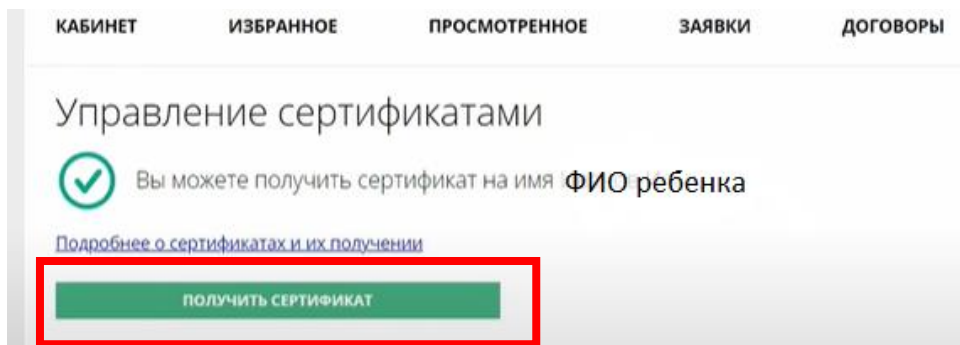 КАБИНЕТ ИЗБРАННОЕ ПРОСМОТРЕННОЕ ЗАЯВКИ ДОГОВОРЫ
Управление сертификатами
Вы можете получить сертификат на имя ФИО ребенка
Подробнее о сертификатах и их получении
ПОЛУЧИТЬ СЕРТИФИКАТ